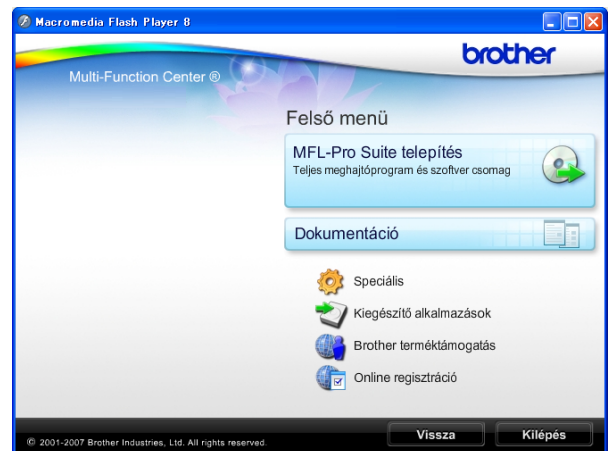 Macromedia Flash Player 8
brother
Multi-Function Center ®
Felső menü
MFL-Pro Suite telepítés
Teljes meghajtóprogram és szoftver csomag
Dokumentáció
Speciális
Kiegészítő alkalmazások
Brother terméktámogatás
Online regisztráció
© 2001-2007 Brother Industries, Ltd. All rights reserved.
Vissza
Kilépés